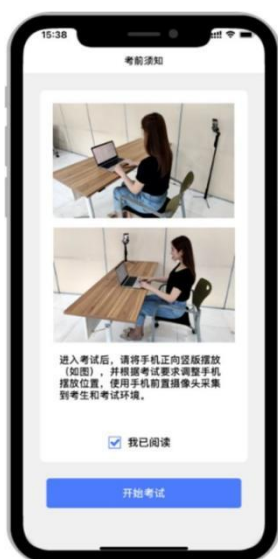 15:38
考前须知
进入考试后，请将手机正向竖版摆放
（如图），并根据考试要求调整手机
摆放位置，使用手机前置摄像头采集
到考生和考试环境。
我已阅读
开始考试